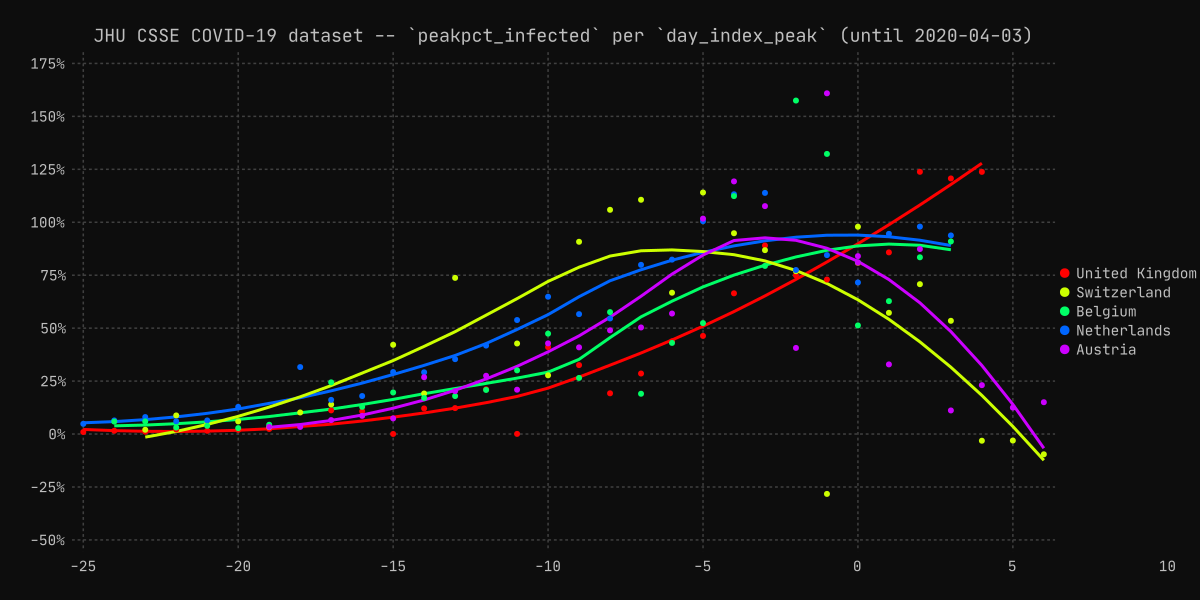 JHU CSSE COVID-19 dataset -- `peakpct_infected` per `day_index_peak` (until 2020-04-03)
175%
150%
125%
100%
75%
50%
25%
0%
-25%
-50%
-25 -20 -15 -10 -5 0 5 10
United Kingdom
Switzerland
Belgium
Netherlands
Austria